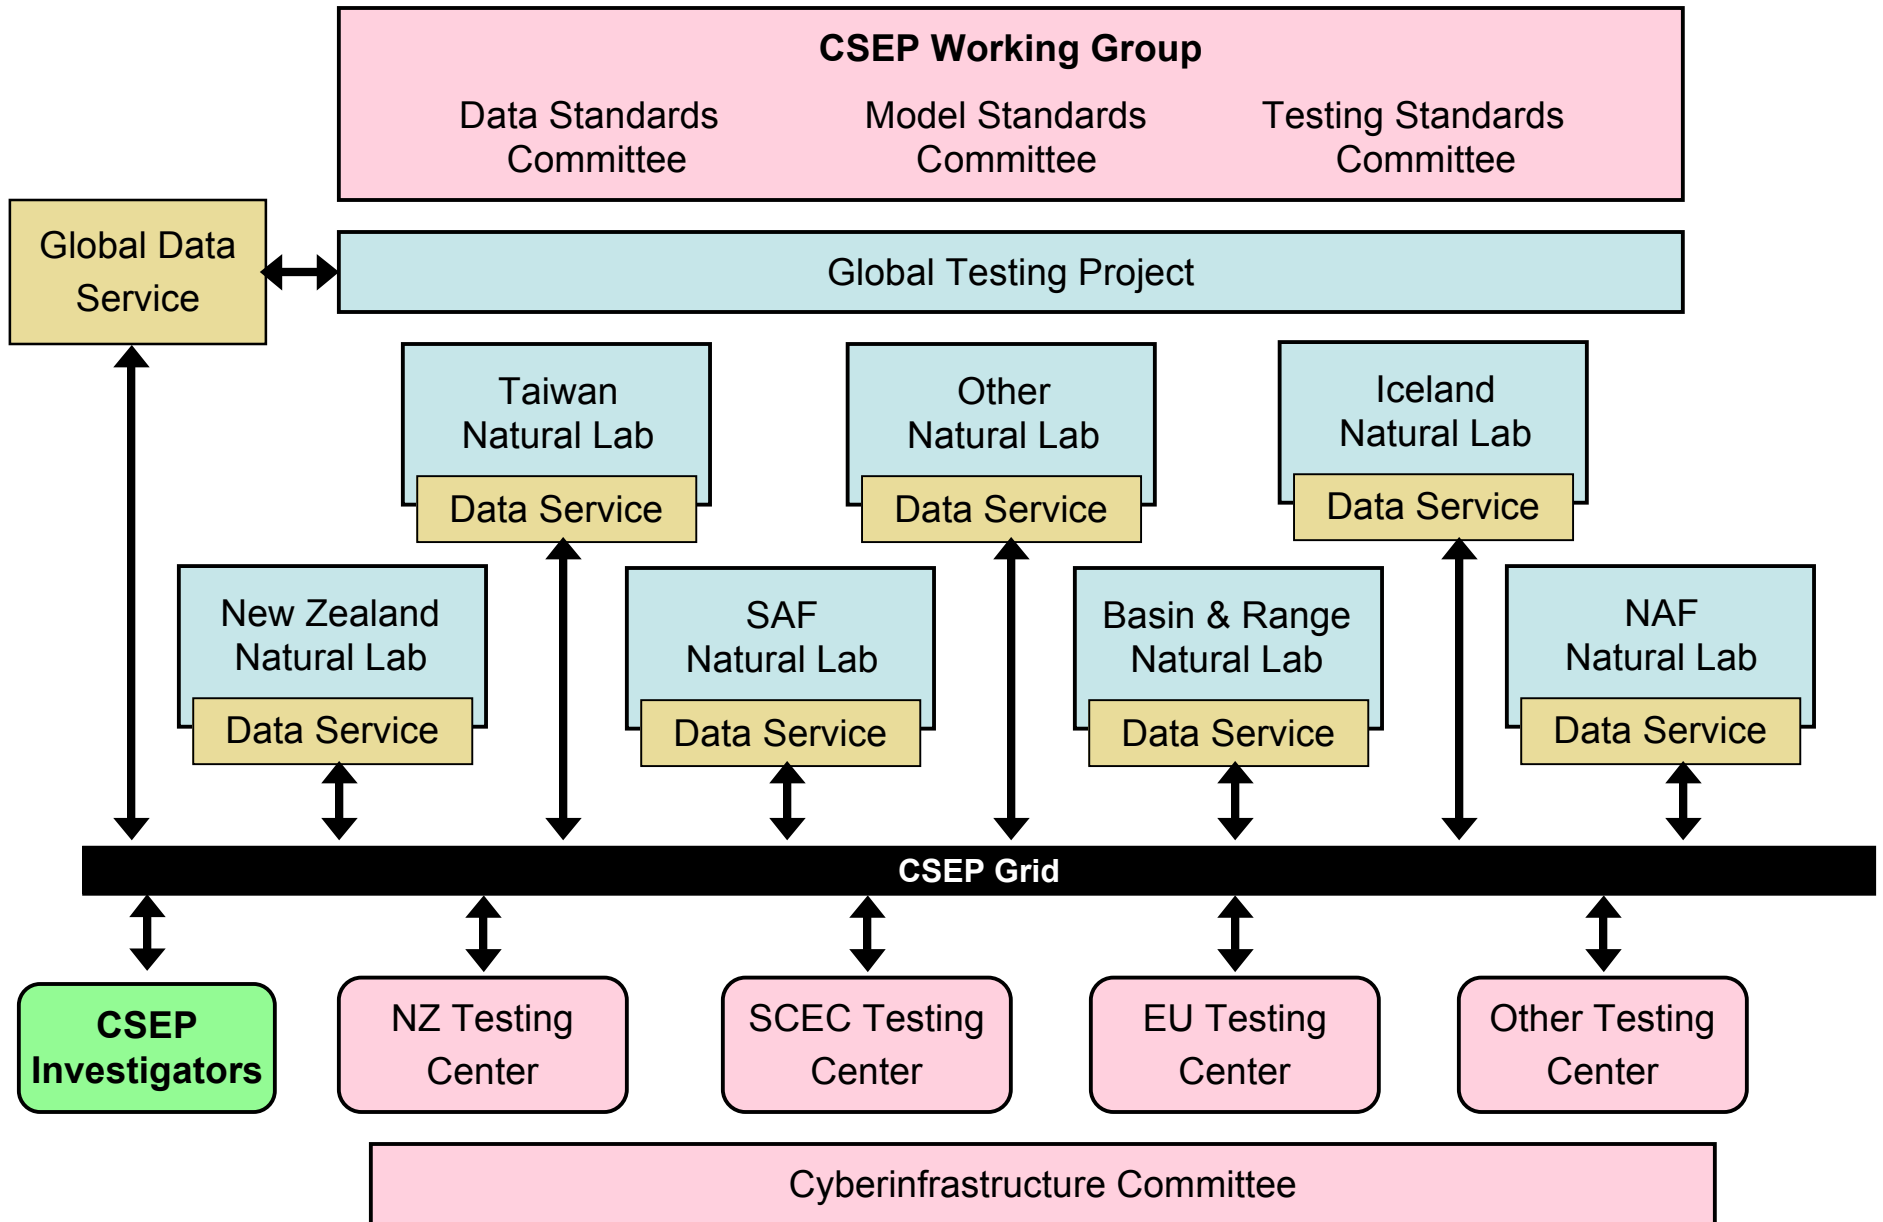 CSEP Working Group
Data Standards
Committee
Model Standards
Committee
Testing Standards
Committee
Global Data
Service
Global Testing Project
Taiwan
Natural Lab
Data Service
Other
Natural Lab
Data Service
Iceland
Natural Lab
Data Service
New Zealand
Natural Lab
Data Service
SAF
Natural Lab
Data Service
Basin & Range
Natural Lab
Data Service
NAF
Natural Lab
Data Service
CSEP Grid
CSEP
Investigators
NZ Testing
Center
SCEC Testing
Center
EU Testing
Center
Other Testing
Center
Cyberinfrastructure Committee